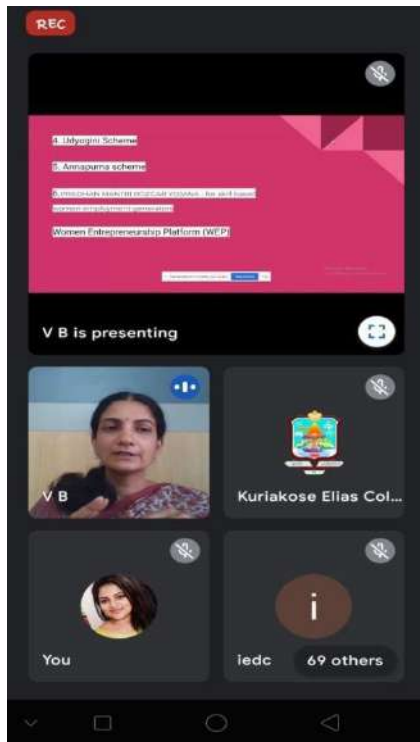 REC
4. Udyogini Scheme
5. Annapurna scheme
6. PRADHAN MANTRI ROZGAR YOJANA - for skill based
women employment generation
Women Entrepreneurship Platform (WEP)
V B is presenting
V B
Kuriakose Elias Col...
You
i
iedc
69 others